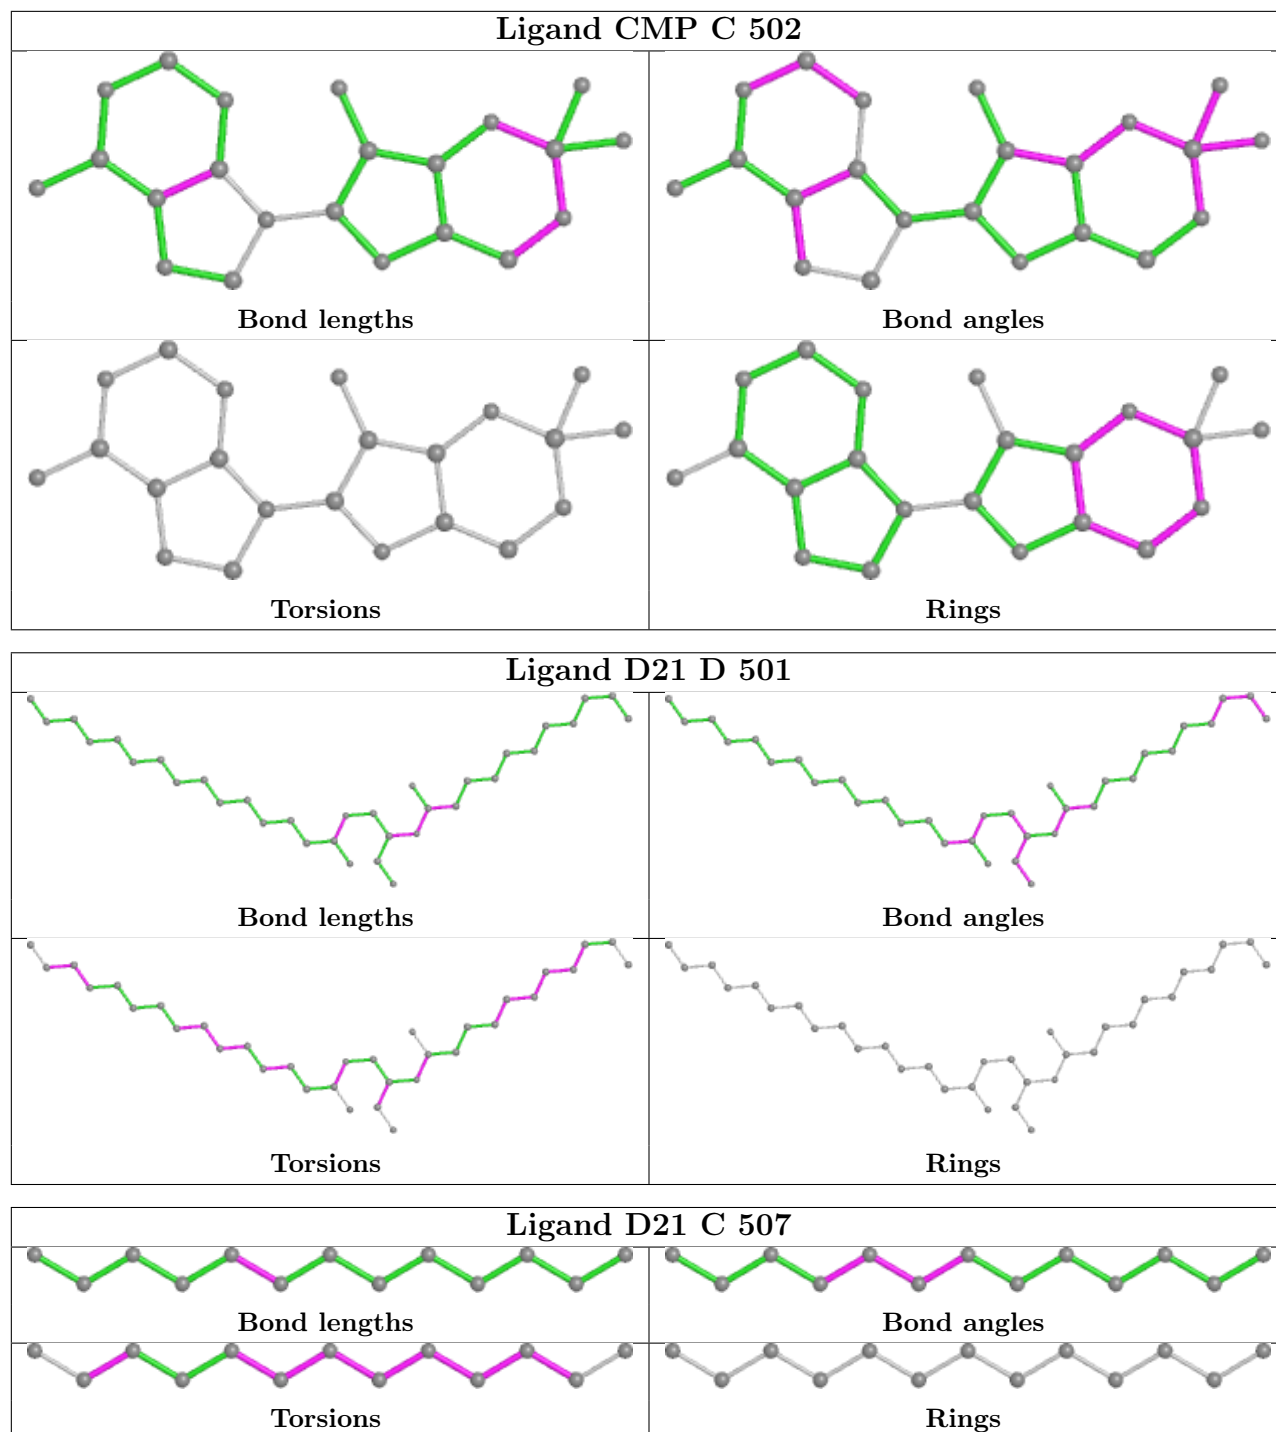 Ligand CMP C 502
Bond lengths
Bond angles
Torsions
Rings
Ligand D21 D 501
Bond lengths
Bond angles
Torsions
Rings
Ligand D21 C 507
Bond lengths
Bond angles
Torsions
Rings